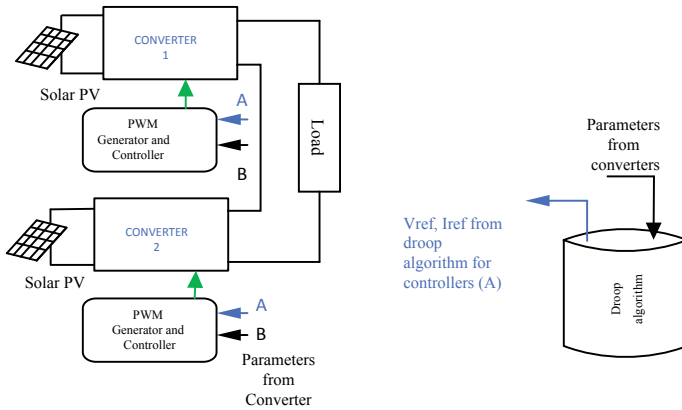 CONVERTER
1
Solar PV
A
PWM
Generator and
Controller
B
Load
CONVERTER
2
Solar PV
A
PWM
Generator and
Controller
B
Parameters
from
Converter
Parameters
from
converters
Vref, Iref from
droop
algorithm for
controllers (A)
Droop
algorithm